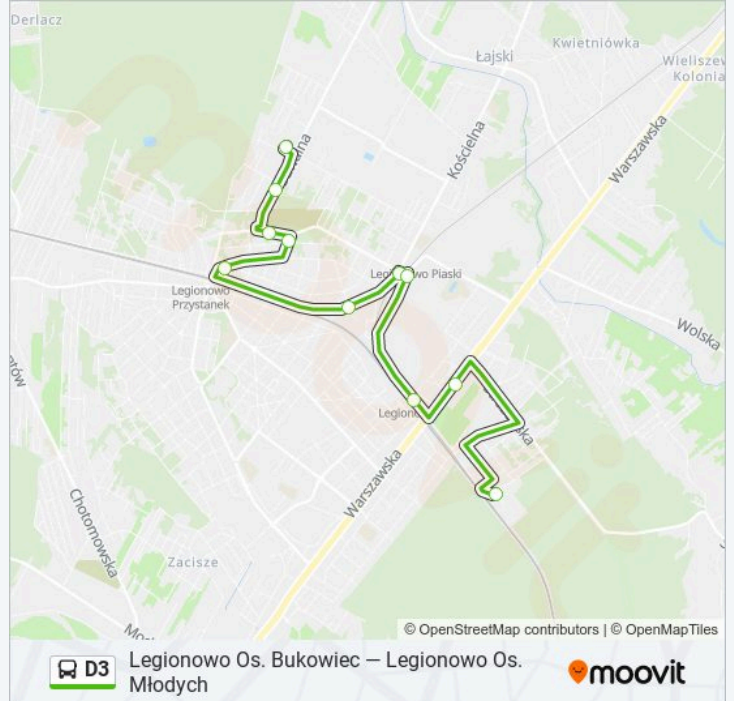 Derlacz
Kwietniówka
Łajski
Wieliszew
Kolonia
Warszawska
Kościelna
Legionowo Piaski
Legionowo
Przystanek
Wolska
Legiono
Warszawska
Chotomowska
Zacisze
© OpenStreetMap contributors | © OpenMapTiles
D3
Legionowo Os. Bukowiec — Legionowo Os.
Młodych
moovit